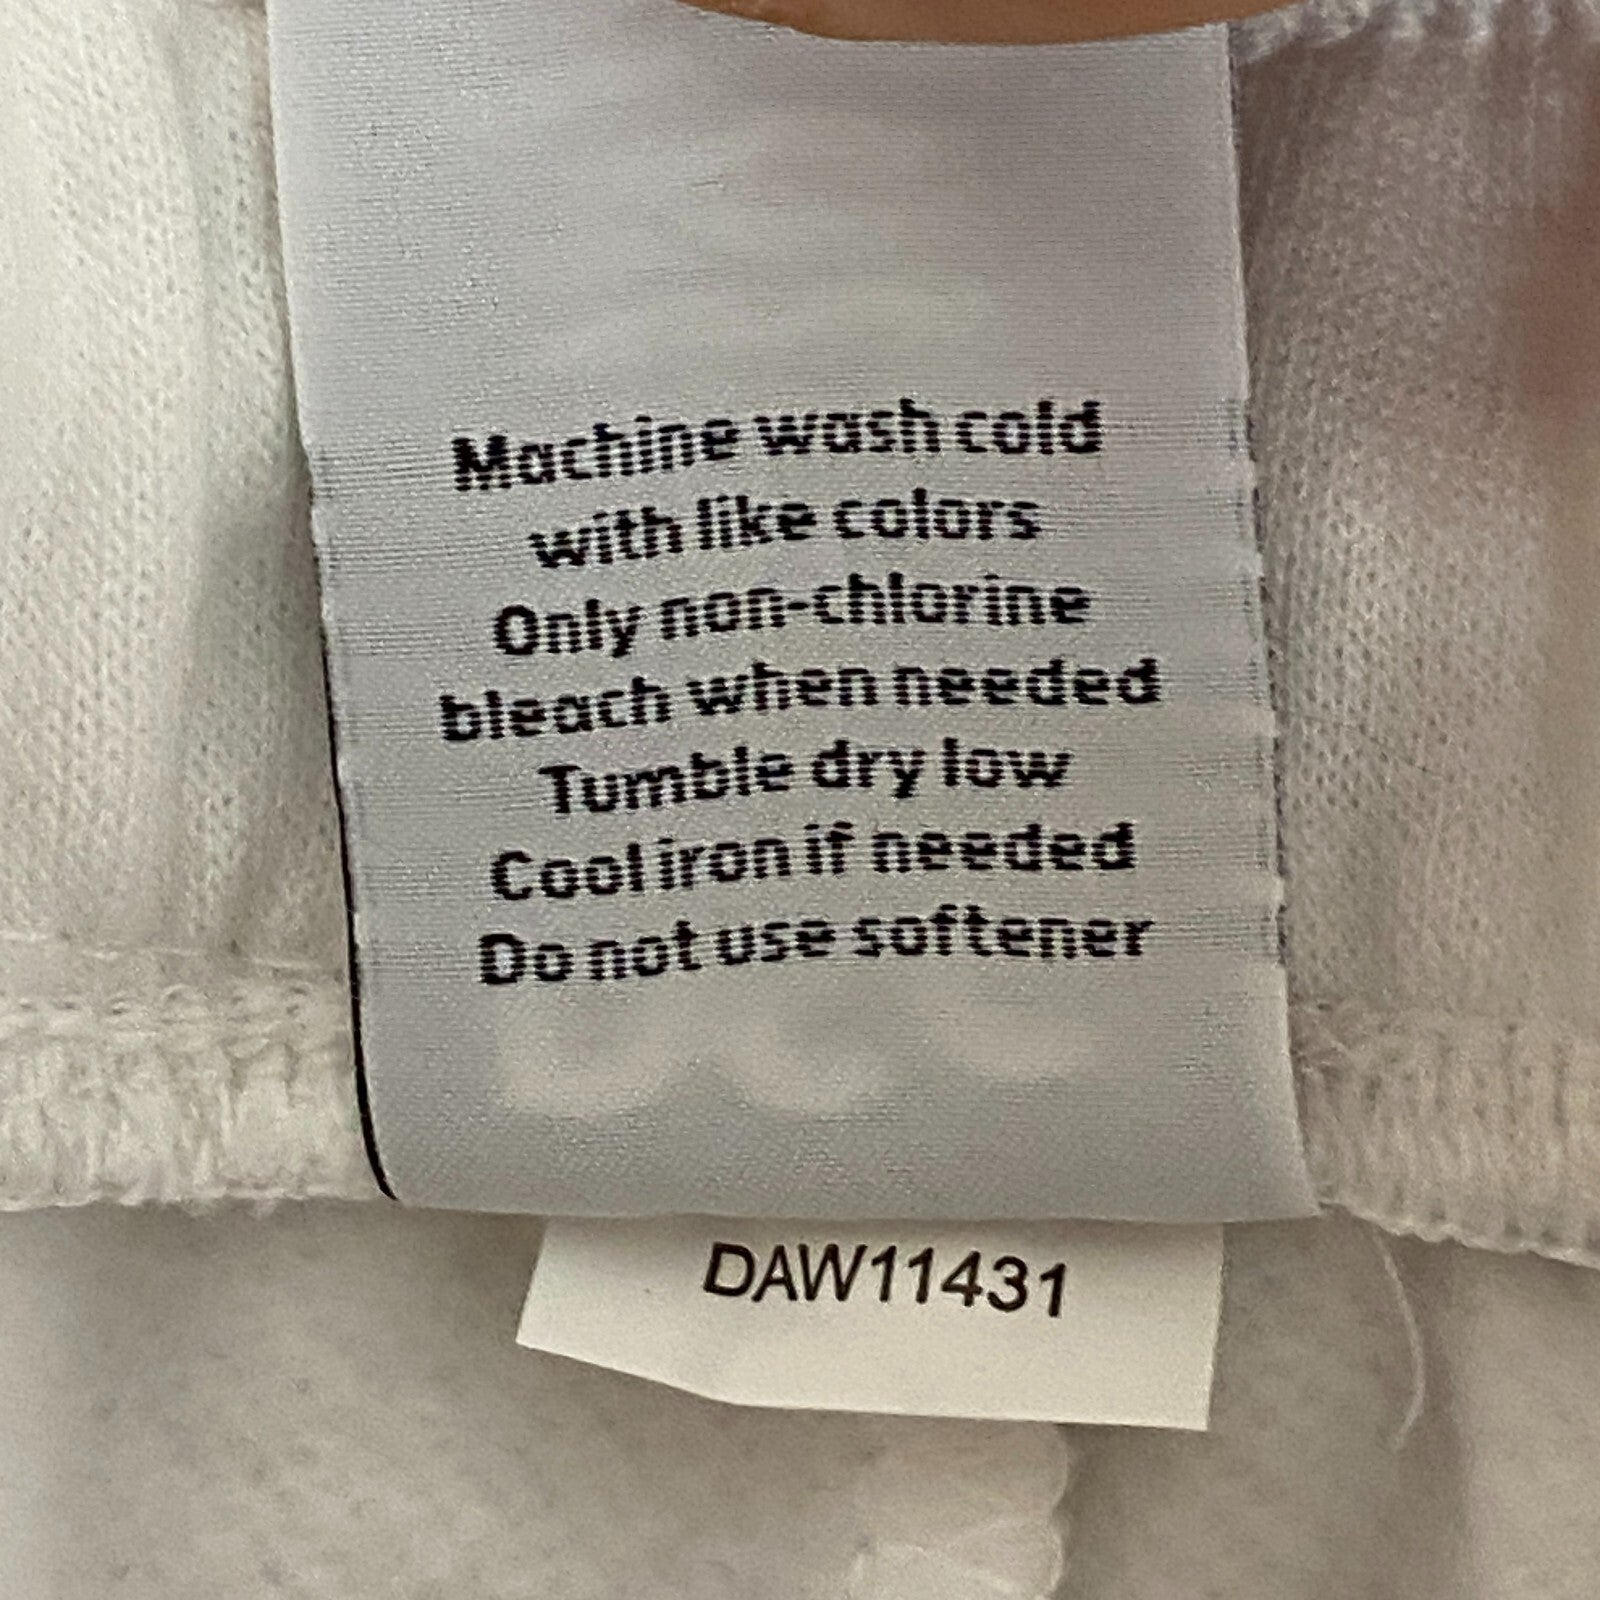 Machine wash cold
with like colors
Only non-chlorine
bleach when needed
Tumble dry low
Cool iron if needed
Do not use softener
DAW11431